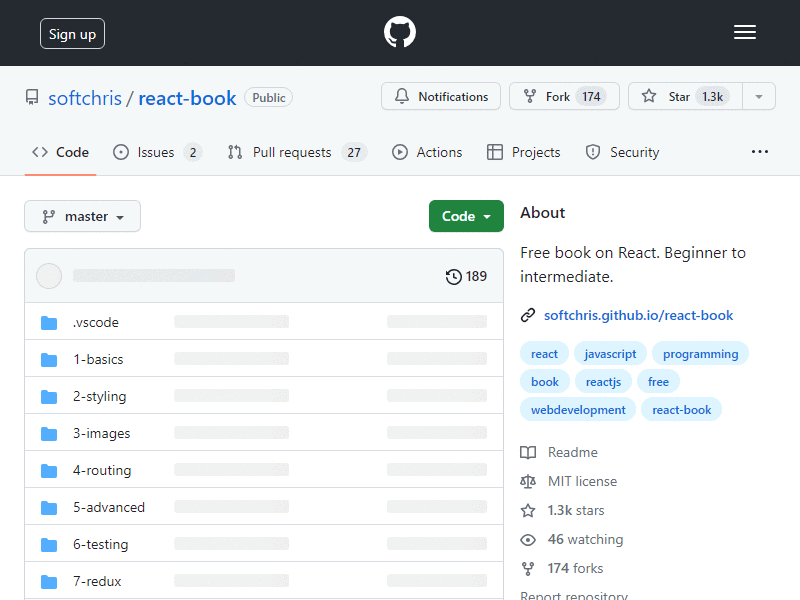 Sign up
softchris / react-book Public
Notifications
Fork 174
Star 1.3k
Code
Issues 2
Pull requests 27
Actions
Projects
Security
master
Code
189
.vscode
1-basics
2-styling
3-images
4-routing
5-advanced
6-testing
7-redux
About
Free book on React. Beginner to
intermediate.
softchris.github.io/react-book
react javascript programming
book reactjs free
webdevelopment react-book
Readme
MIT license
1.3k stars
46 watching
174 forks
Report repository